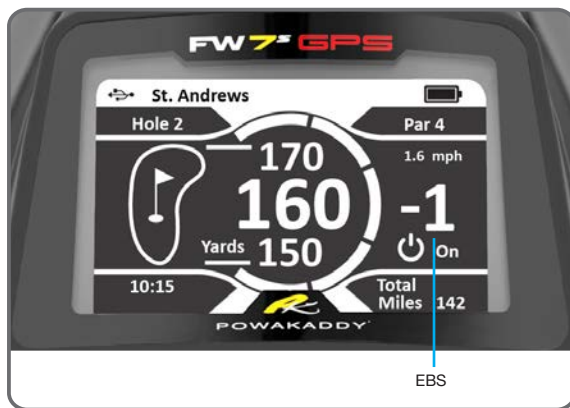 FW7s GPS
St. Andrews
Hole 2
Par 4
1.6 mph
170
160
-1
Yards 150
On
10:15
Total
Miles 142
POWAKADDY
EBS